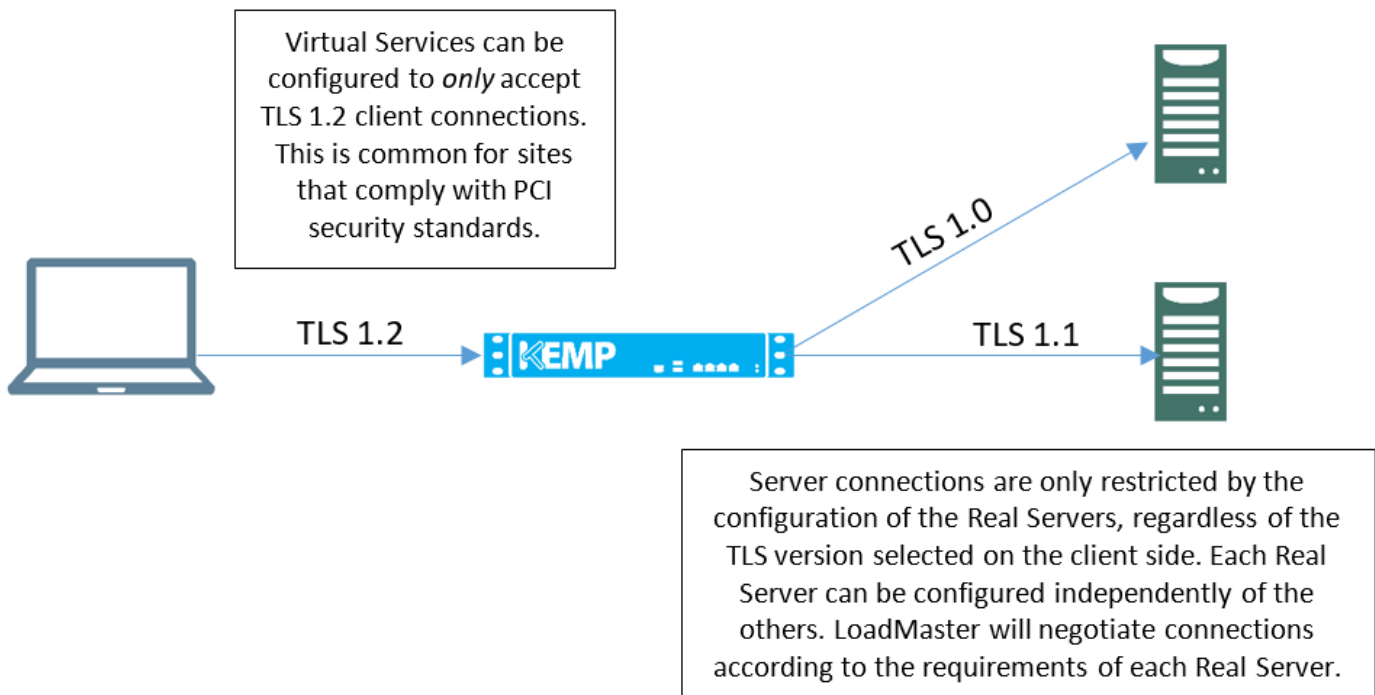 Virtual Services can be
configured to only accept
TLS 1.2 client connections.
This is common for sites
that comply with PCI
security standards.
TLS 1.0
TLS 1.2
KEMP
TLS 1.1
Server connections are only restricted by the
configuration of the Real Servers, regardless of the
TLS version selected on the client side. Each Real
Server can be configured independently of the
others. LoadMaster will negotiate connections
according to the requirements of each Real Server.